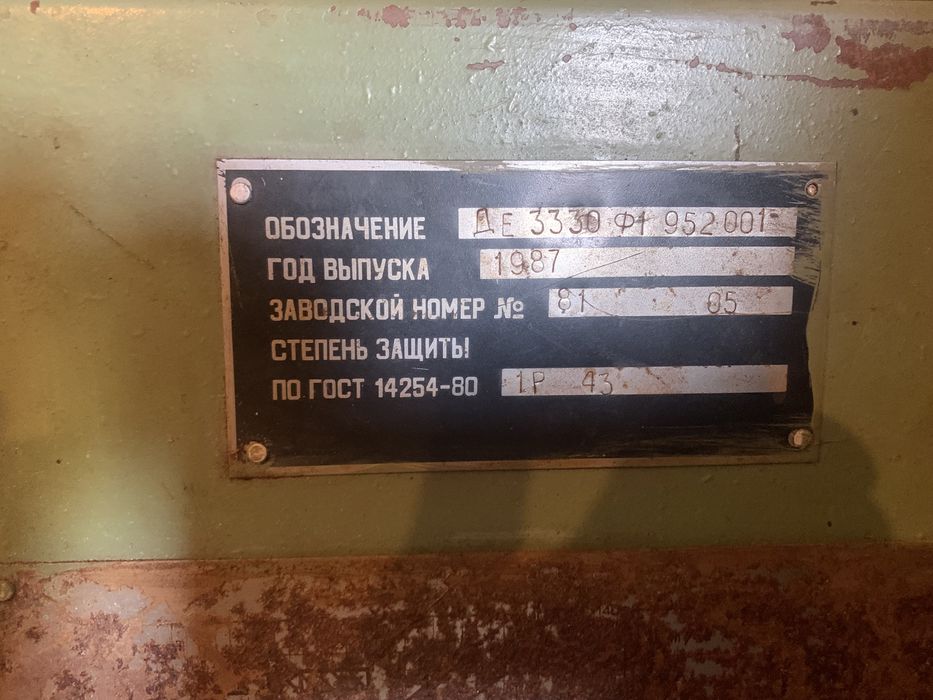 ОБОЗНАЧЕНИЕ ДЕ 3330 Ф1 952 001
ГОД ВЫПУСКА 1987
ЗАВОДСКОЙ НОМЕР № 81 05
СТЕПЕНЬ ЗАЩИТЫ
ПО ГОСТ 14254-80 1Р 43